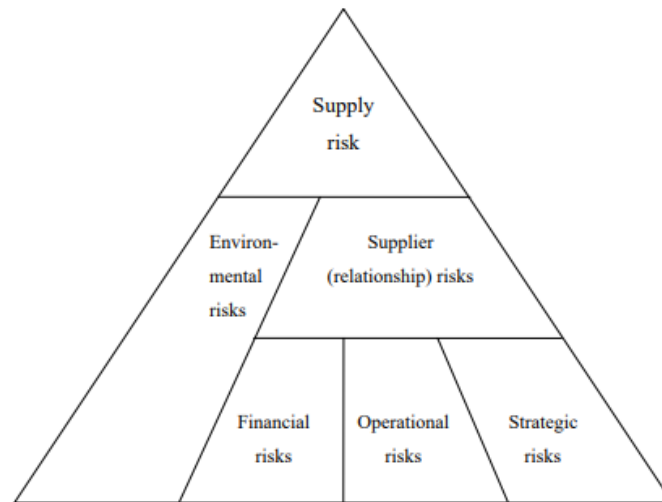 Supply
risk
Environ-
mental
risks
Supplier
(relationship) risks
Financial
risks
Operational
risks
Strategic
risks